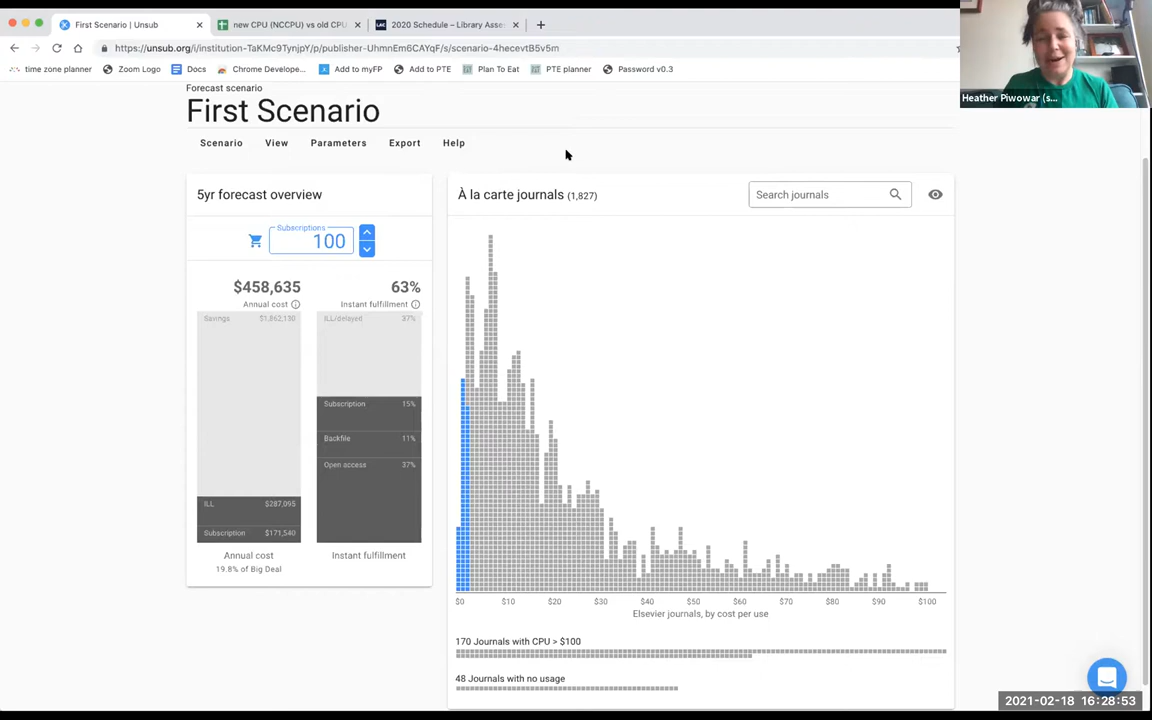 First Scenario | Unsub
new CPU (NCCPU) vs old CPU
2020 Schedule – Library Asse
https://unsub.org/i/institution-TaKMc9TynjpY/p/publisher-UhmnEm6CAYqF/s/scenario-4hecevtB5v5m
time zone planner
Zoom Logo
Docs
Chrome Develope...
Add to myFP
Add to PTE
Plan To Eat
PTE planner
Password v0.3
Heather Piwowar (s...
Forecast scenario
First Scenario
Scenario View Parameters Export Help
5yr forecast overview
Subscriptions
100
$458,635
Annual cost
63%
Instant fulfillment
Savings $1,862,130
ILL/delayed 37%
Subscription 15%
Backfile 11%
Open access 37%
ILL $287,095
Subscription $171,540
Annual cost
19.8% of Big Deal
Instant fulfillment
À la carte journals (1,827)
Search journals
$0 $10 $20 $30 $40 $50 $60 $70 $80 $90 $100
Elsevier journals, by cost per use
170 Journals with CPU > $100
48 Journals with no usage
2021-02-18 16:28:53